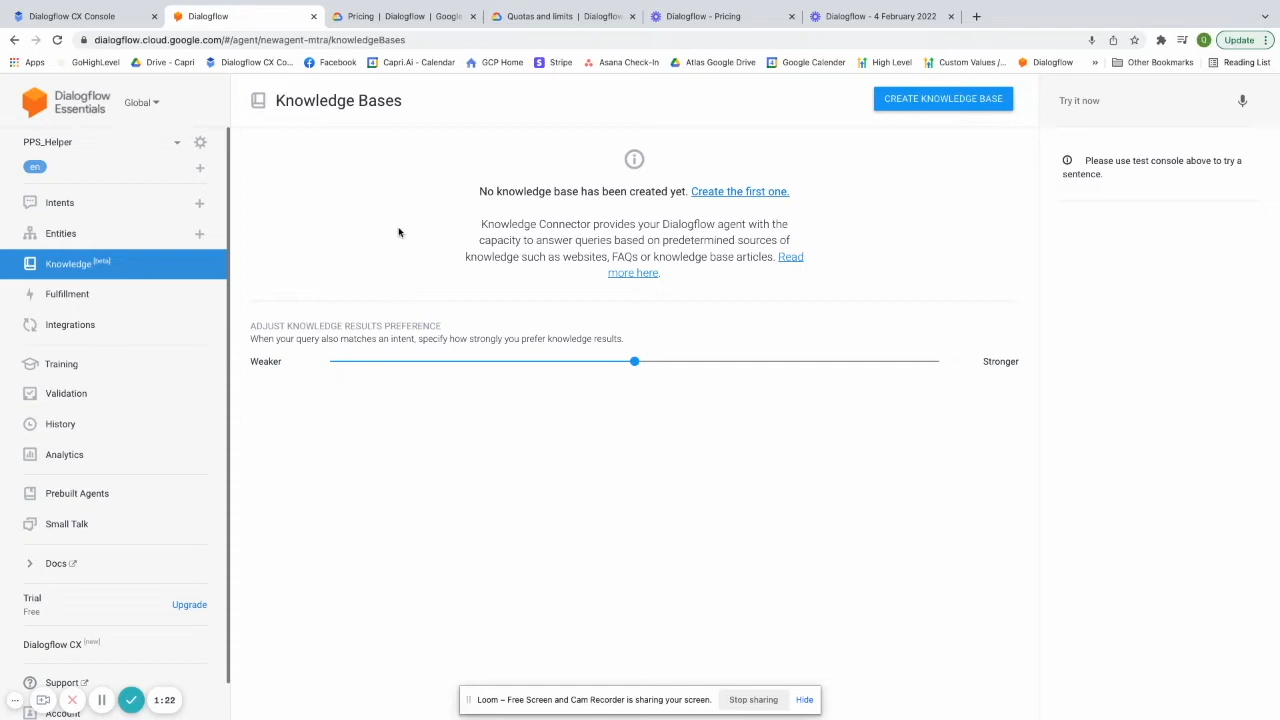 Dialogflow CX Console
Dialogflow
Pricing | Dialogflow | Google
Quotas and limits | Dialogflow
Dialogflow - Pricing
Dialogflow - 4 February 2022
dialogflow.cloud.google.com/#/agent/newagent-mtra/knowledgeBases
Q
Update
Apps
GoHighLevel
Drive - Capri
Dialogflow CX Co...
Facebook
Capri.Ai - Calendar
GCP Home
Stripe
Asana Check-In
Atlas Google Drive
Google Calender
High Level
Custom Values /...
Dialogflow
»
Other Bookmarks
Reading List
Dialogflow
Essentials
Global
Knowledge Bases
CREATE KNOWLEDGE BASE
Try it now
PPS_Helper
en
Intents
Entities
Knowledge [beta]
Fulfillment
Integrations
Training
Validation
History
Analytics
Prebuilt Agents
Small Talk
Docs
Trial
Free
Upgrade
Dialogflow CX [new]
Support
Account
No knowledge base has been created yet. Create the first one.
Knowledge Connector provides your Dialogflow agent with the
capacity to answer queries based on predetermined sources of
knowledge such as websites, FAQs or knowledge base articles. Read
more here.
ADJUST KNOWLEDGE RESULTS PREFERENCE
When your query also matches an intent, specify how strongly you prefer knowledge results.
Weaker
Stronger
Please use test console above to try a
sentence.
1:22
Loom – Free Screen and Cam Recorder is sharing your screen.
Stop sharing
Hide